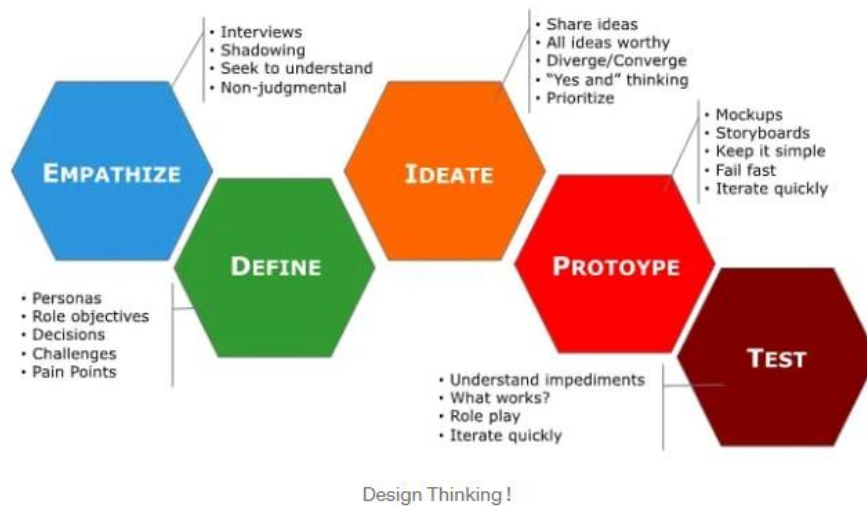 • Interviews
• Shadowing
• Seek to understand
• Non-judgmental
EMPATHIZE
• Personas
• Role objectives
• Decisions
• Challenges
• Pain Points
DEFINE
• Share ideas
• All ideas worthy
• Diverge/Converge
• “Yes and” thinking
• Prioritize
IDEATE
• Mockups
• Storyboards
• Keep it simple
• Fail fast
• Iterate quickly
PROTOYPE
• Understand impediments
• What works?
• Role play
• Iterate quickly
TEST
Design Thinking !